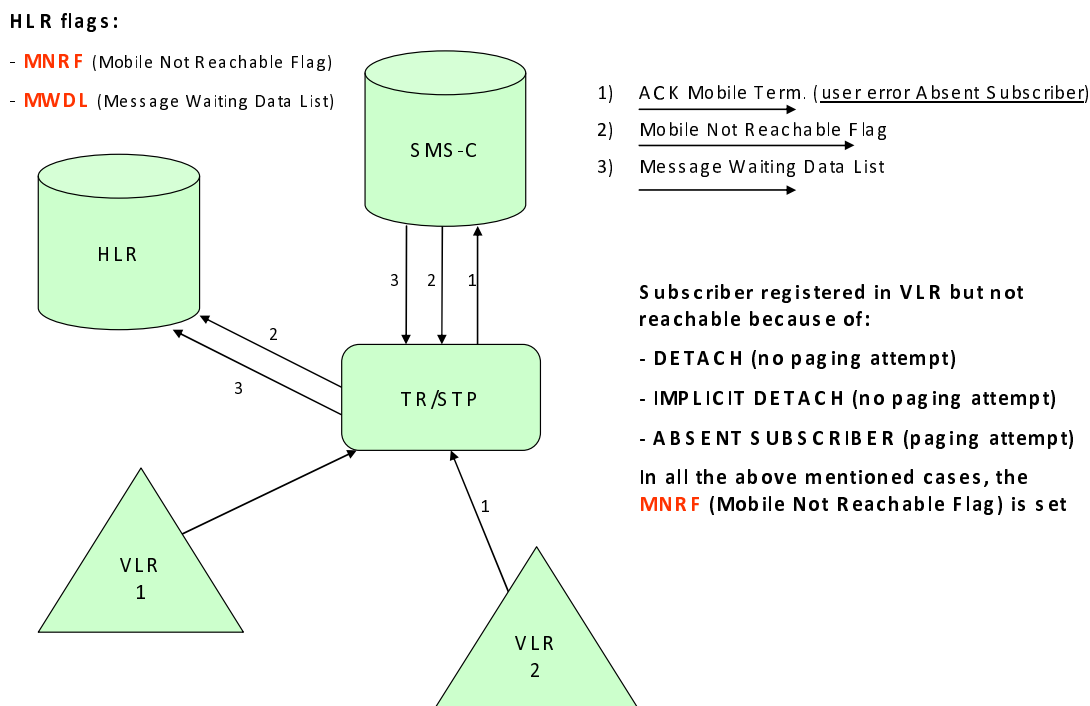 HLR flags:
- MNRF (Mobile Not Reachable Flag)
- MWDL (Message Waiting Data List)
SMS-C
HLR
1) ACK Mobile Term. (user error Absent Subscriber)
2) Mobile Not Reachable Flag
3) Message Waiting Data List
3
2
1
2
3
TR/STP
Subscriber registered in VLR but not
reachable because of:
- DETACH (no paging attempt)
- IMPLICIT DETACH (no paging attempt)
- ABSENT SUBSCRIBER (paging attempt)
In all the above mentioned cases, the
MNRF (Mobile Not Reachable Flag) is set
1
VLR
1
VLR
2